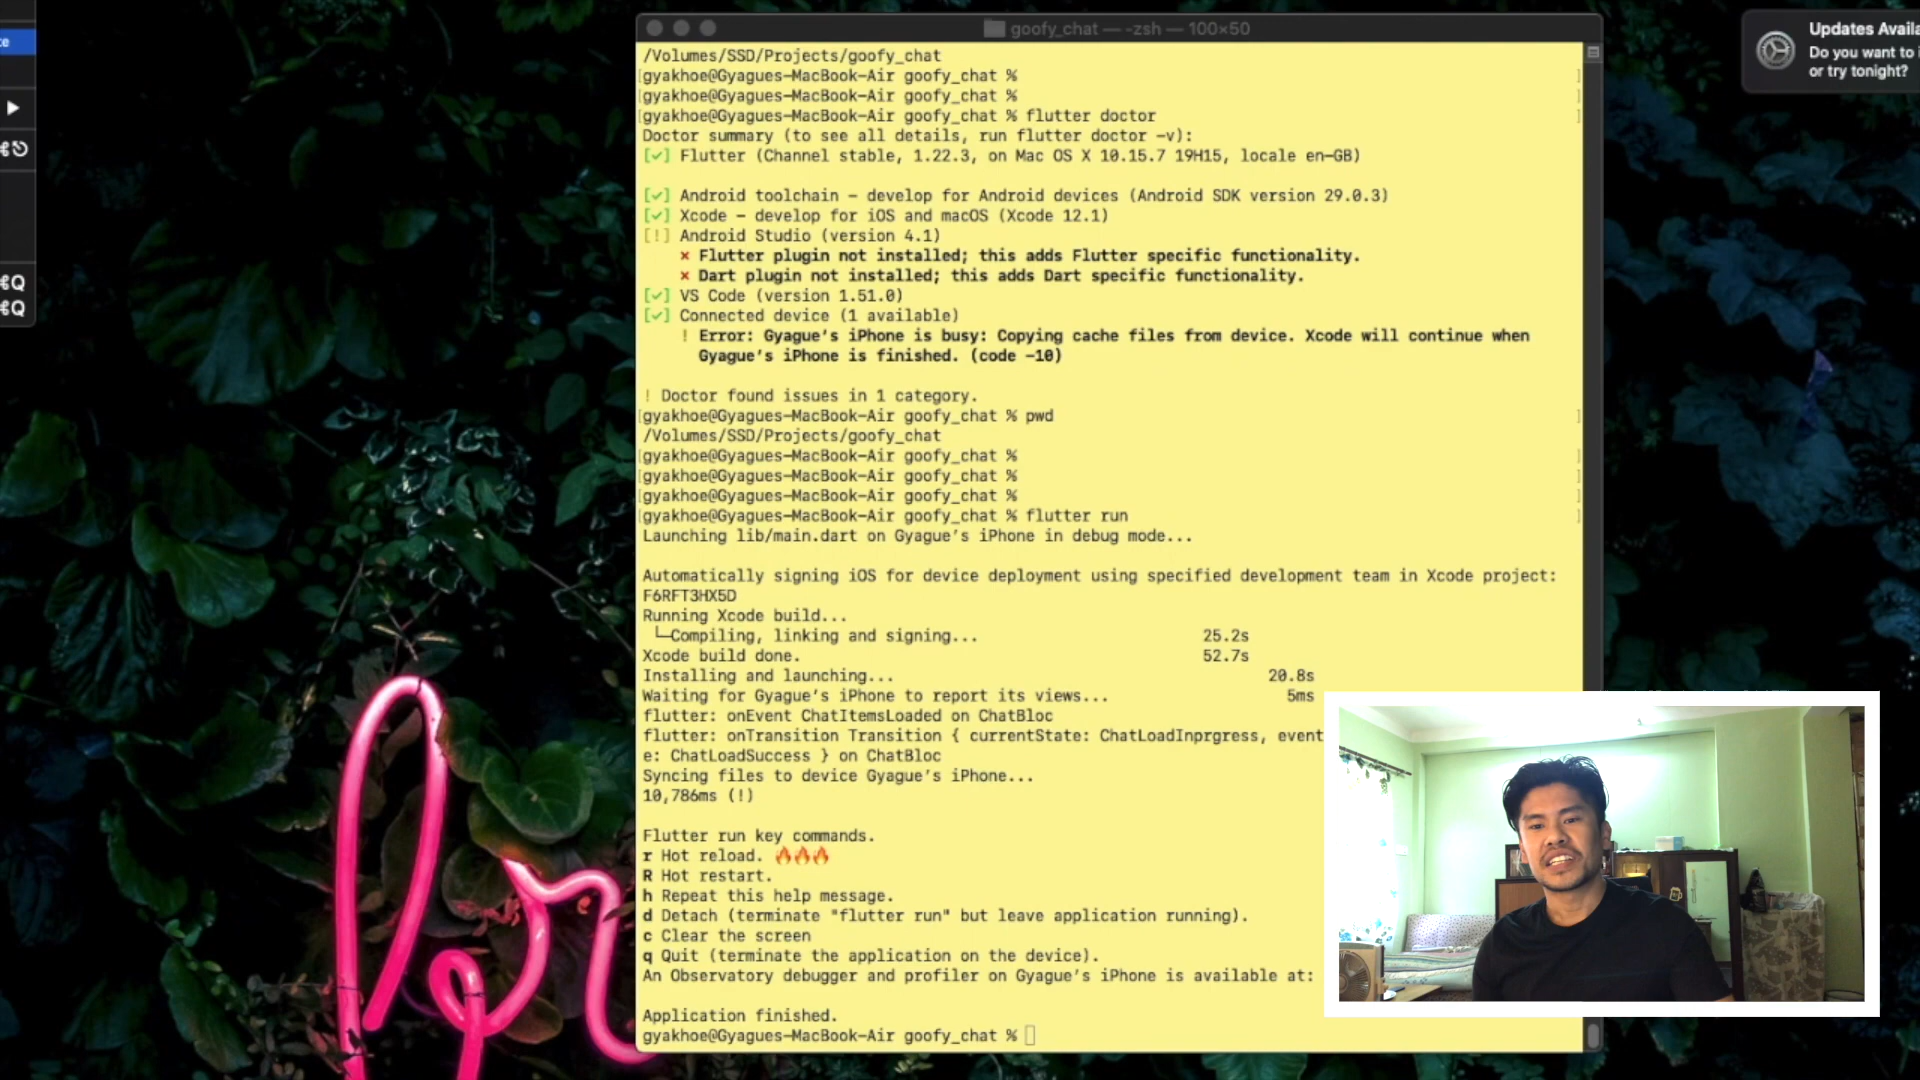 te
⌘Q
⌘Q
goofy_chat — -zsh — 100×50
Updates Availa
Do you want to i
or try tonight?
/Volumes/SSD/Projects/goofy_chat
gyakhoe@Gyagues-MacBook-Air goofy_chat %
gyakhoe@Gyagues-MacBook-Air goofy_chat %
gyakhoe@Gyagues-MacBook-Air goofy_chat % flutter doctor
Doctor summary (to see all details, run flutter doctor -v):
[✓] Flutter (Channel stable, 1.22.3, on Mac OS X 10.15.7 19H15, locale en-GB)
[✓] Android toolchain - develop for Android devices (Android SDK version 29.0.3)
[✓] Xcode - develop for iOS and macOS (Xcode 12.1)
[!] Android Studio (version 4.1)
✗ Flutter plugin not installed; this adds Flutter specific functionality.
✗ Dart plugin not installed; this adds Dart specific functionality.
[✓] VS Code (version 1.51.0)
[✓] Connected device (1 available)
! Error: Gyague's iPhone is busy: Copying cache files from device. Xcode will continue when
Gyague's iPhone is finished. (code -10)
! Doctor found issues in 1 category.
gyakhoe@Gyagues-MacBook-Air goofy_chat % pwd
/Volumes/SSD/Projects/goofy_chat
gyakhoe@Gyagues-MacBook-Air goofy_chat %
gyakhoe@Gyagues-MacBook-Air goofy_chat %
gyakhoe@Gyagues-MacBook-Air goofy_chat %
gyakhoe@Gyagues-MacBook-Air goofy_chat % flutter run
Launching lib/main.dart on Gyague's iPhone in debug mode...
Automatically signing iOS for device deployment using specified development team in Xcode project:
F6RFT3HX5D
Running Xcode build...
└─Compiling, linking and signing... 25.2s
Xcode build done. 52.7s
Installing and launching... 20.8s
Waiting for Gyague's iPhone to report its views... 5ms
flutter: onEvent ChatItemsLoaded on ChatBloc
flutter: onTransition Transition { currentState: ChatLoadInprgress, event
e: ChatLoadSuccess } on ChatBloc
Syncing files to device Gyague's iPhone...
10,786ms (!)
Flutter run key commands.
r Hot reload. 🔥🔥🔥
R Hot restart.
h Repeat this help message.
d Detach (terminate "flutter run" but leave application running).
c Clear the screen
q Quit (terminate the application on the device).
An Observatory debugger and profiler on Gyague's iPhone is available at:
Application finished.
gyakhoe@Gyagues-MacBook-Air goofy_chat %